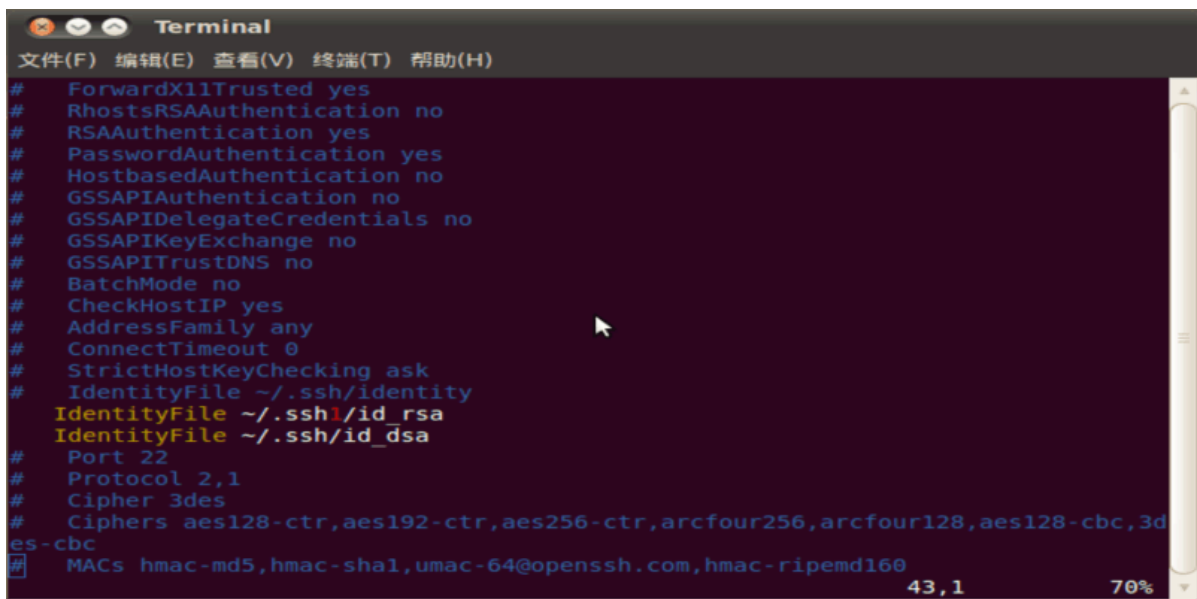 Terminal
文件(F) 编辑(E) 查看(V) 终端(T) 帮助(H)
#   ForwardX11Trusted yes
#   RhostsRSAAuthentication no
#   RSAAuthentication yes
#   PasswordAuthentication yes
#   HostbasedAuthentication no
#   GSSAPIAuthentication no
#   GSSAPIDelegateCredentials no
#   GSSAPIKeyExchange no
#   GSSAPITrustDNS no
#   BatchMode no
#   CheckHostIP yes
#   AddressFamily any
#   ConnectTimeout 0
#   StrictHostKeyChecking ask
#   IdentityFile ~/.ssh/identity
   IdentityFile ~/.ssh1/id_rsa
   IdentityFile ~/.ssh/id_dsa
#   Port 22
#   Protocol 2,1
#   Cipher 3des
#   Ciphers aes128-ctr,aes192-ctr,aes256-ctr,arcfour256,arcfour128,aes128-cbc,3d
es-cbc
#   MACs hmac-md5,hmac-sha1,umac-64@openssh.com,hmac-ripemd160
43,1 70%